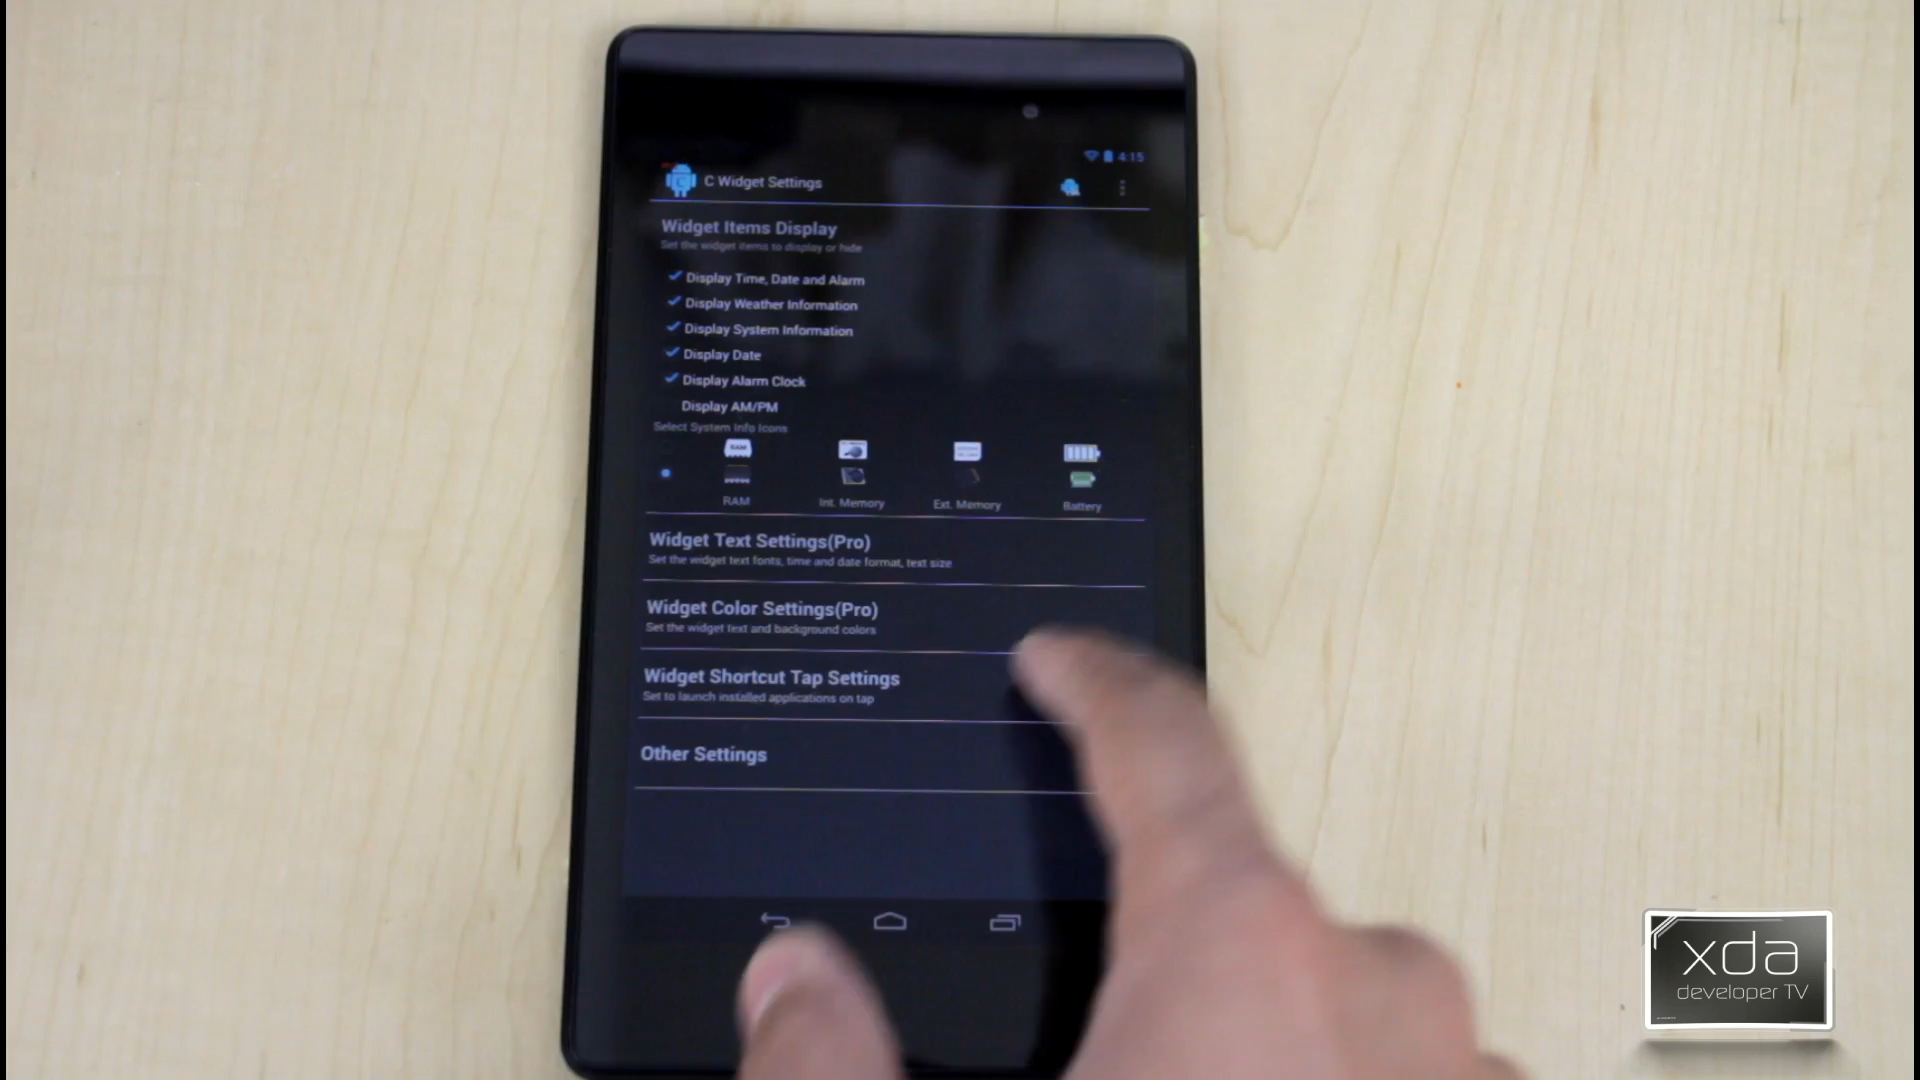 4:15
C Widget Settings
Widget Items Display
Set the widget items to display or hide
Display Time, Date and Alarm
Display Weather Information
Display System Information
Display Date
Display Alarm Clock
Display AM/PM
Select System Info Icons
RAM
RAM Int. Memory Ext. Memory Battery
Widget Text Settings(Pro)
Set the widget text fonts, time and date format, text size
Widget Color Settings(Pro)
Set the widget text and background colors
Widget Shortcut Tap Settings
Set to launch installed applications on tap
Other Settings
xda
developer TV